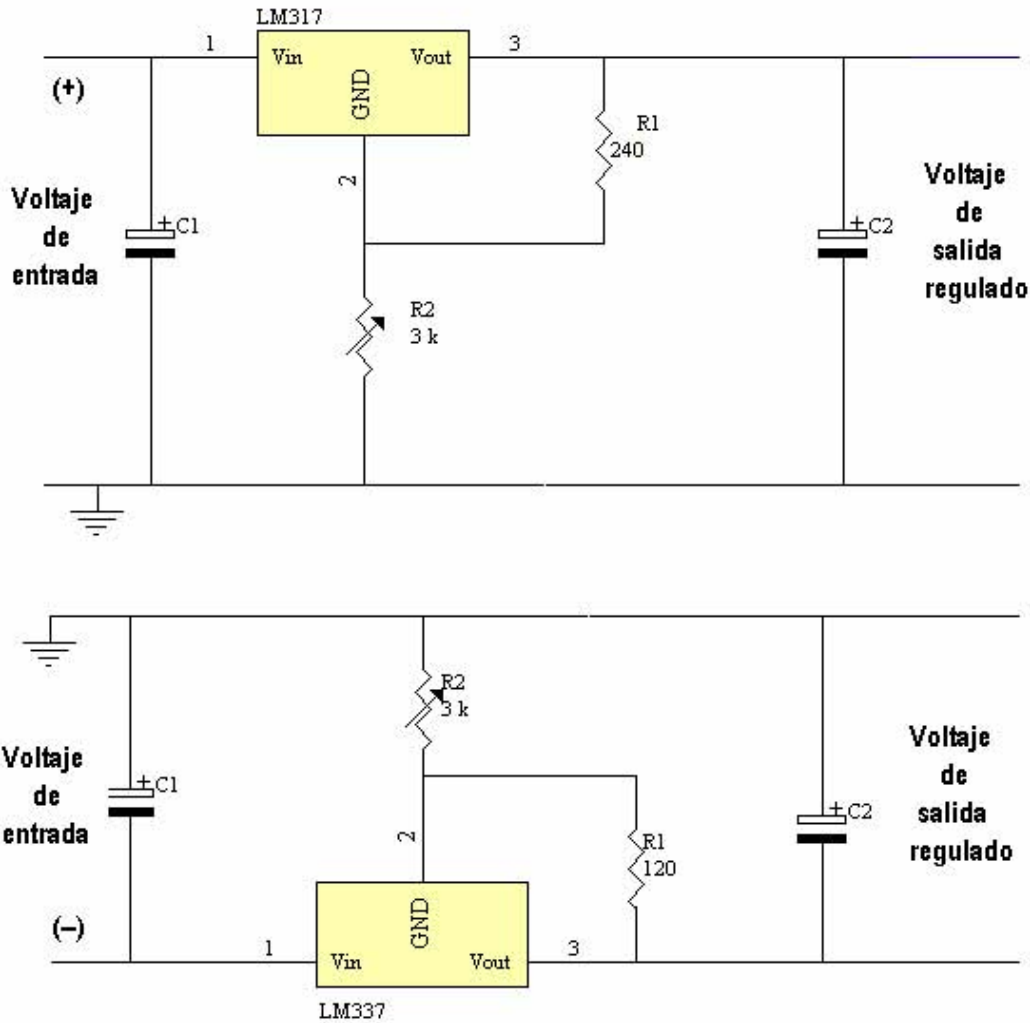 LM317
1
Vin
Vout
3
GND
(+)
2
R1
240
Voltaje
de
entrada
+
C1
R2
3 k
+
C2
Voltaje
de
salida
regulado
R2
3 k
Voltaje
de
entrada
+
C1
2
R1
120
+
C2
Voltaje
de
salida
regulado
(–)
1
Vin
GND
Vout
3
LM337